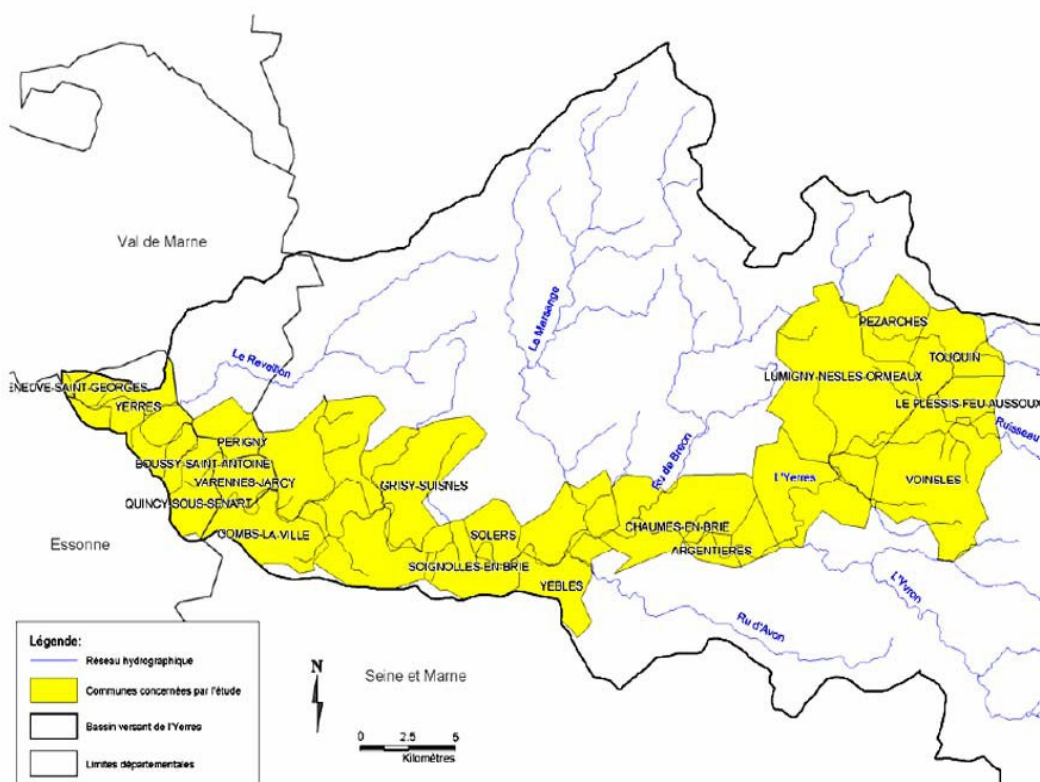 Val de Marne
Le Reveillon
La Marsange
PEZARCHES
TOUQUIN
LUMIGNY-NESLES-ORMEAUX
LE PLESSIS-FEU-AUSSOUX
Ruisseau
ENEUVE-SAINT-GEORGES
YERRES
PERIGNY
BOUSSY-SAINT-ANTOINE
VARENNES-JARCY
QUINCY-SOUS-SENART
GRISY-SUISNES
Ru de Bréon
L'Yerres
VOINSLES
Essonne
COMBS-LA-VILLE
SOLERS
CHAUMES-EN-BRIE
ARGENTIERES
SOIGNOLLES-EN-BRIE
YEBLES
L'Yvron
Ru d'Avon
Seine et Marne
Légende:
Réseau hydrographique
Communes concernées par l'étude
Bassin versant de l'Yerres
Limites départementales
N
0 2.5 5
Kilomètres